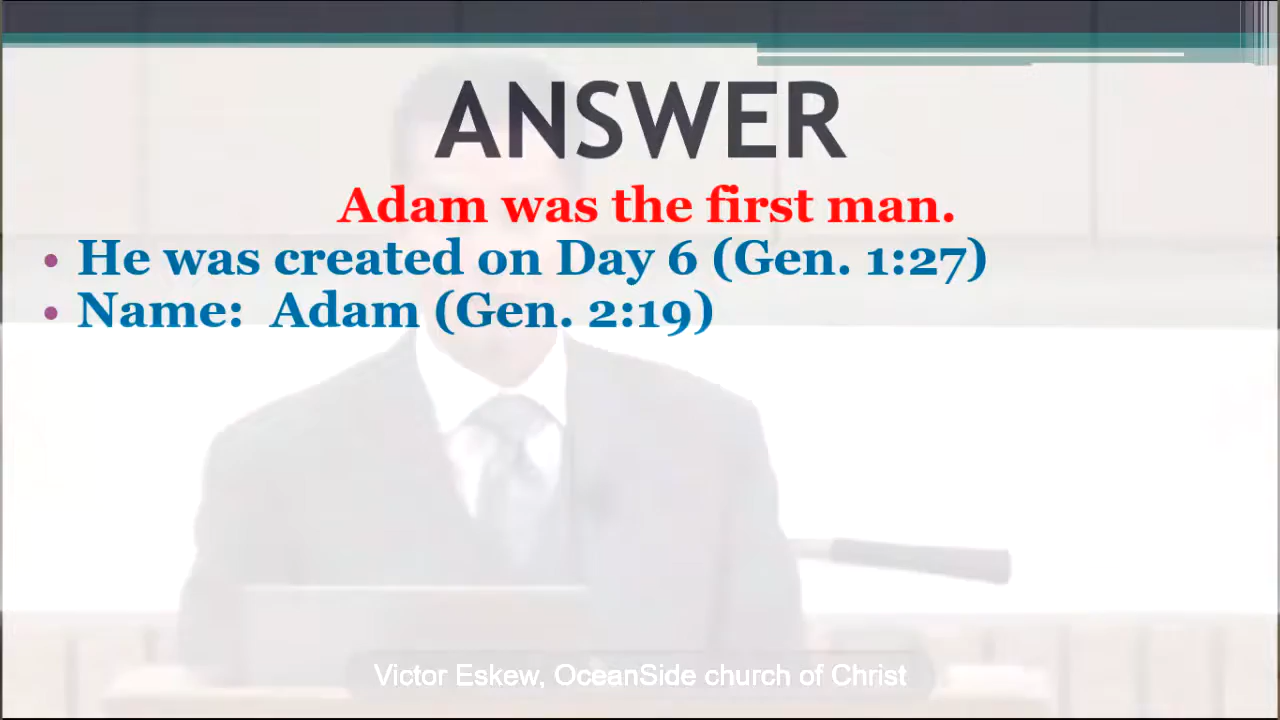 ANSWER
Adam was the first man.
• He was created on Day 6 (Gen. 1:27)
• Name:  Adam (Gen. 2:19)
Victor Eskew, OceanSide church of Christ